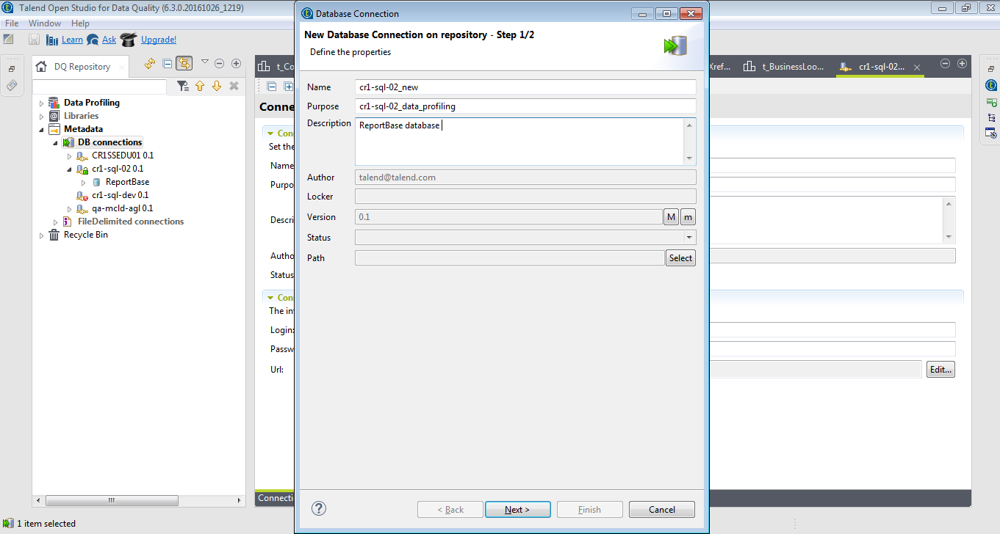 Talend Open Studio for Data Quality (6.3.0.20161026_1219)
File Window Help
Learn Ask Upgrade!
DQ Repository
Data Profiling
Libraries
Metadata
DB connections
CR1SSEDU01 0.1
cr1-sql-02 0.1
ReportBase
cr1-sql-dev 0.1
qa-mcld-agl 0.1
FileDelimited connections
Recycle Bin
1 item selected
t_Co
Conne
Con
Set the
Name
Purpo
Descri
Autho
Status
Con
The in
Login:
Passw
Url:
Connecti
Database Connection
New Database Connection on repository - Step 1/2
Define the properties
Name cr1-sql-02_new
Purpose cr1-sql-02_data_profiling
Description ReportBase database
Author talend@talend.com
Locker
Version 0.1 M m
Status
Path Select
? < Back Next > Finish Cancel
Xref... t_BusinessLoo... cr1-sql-02...
Edit...